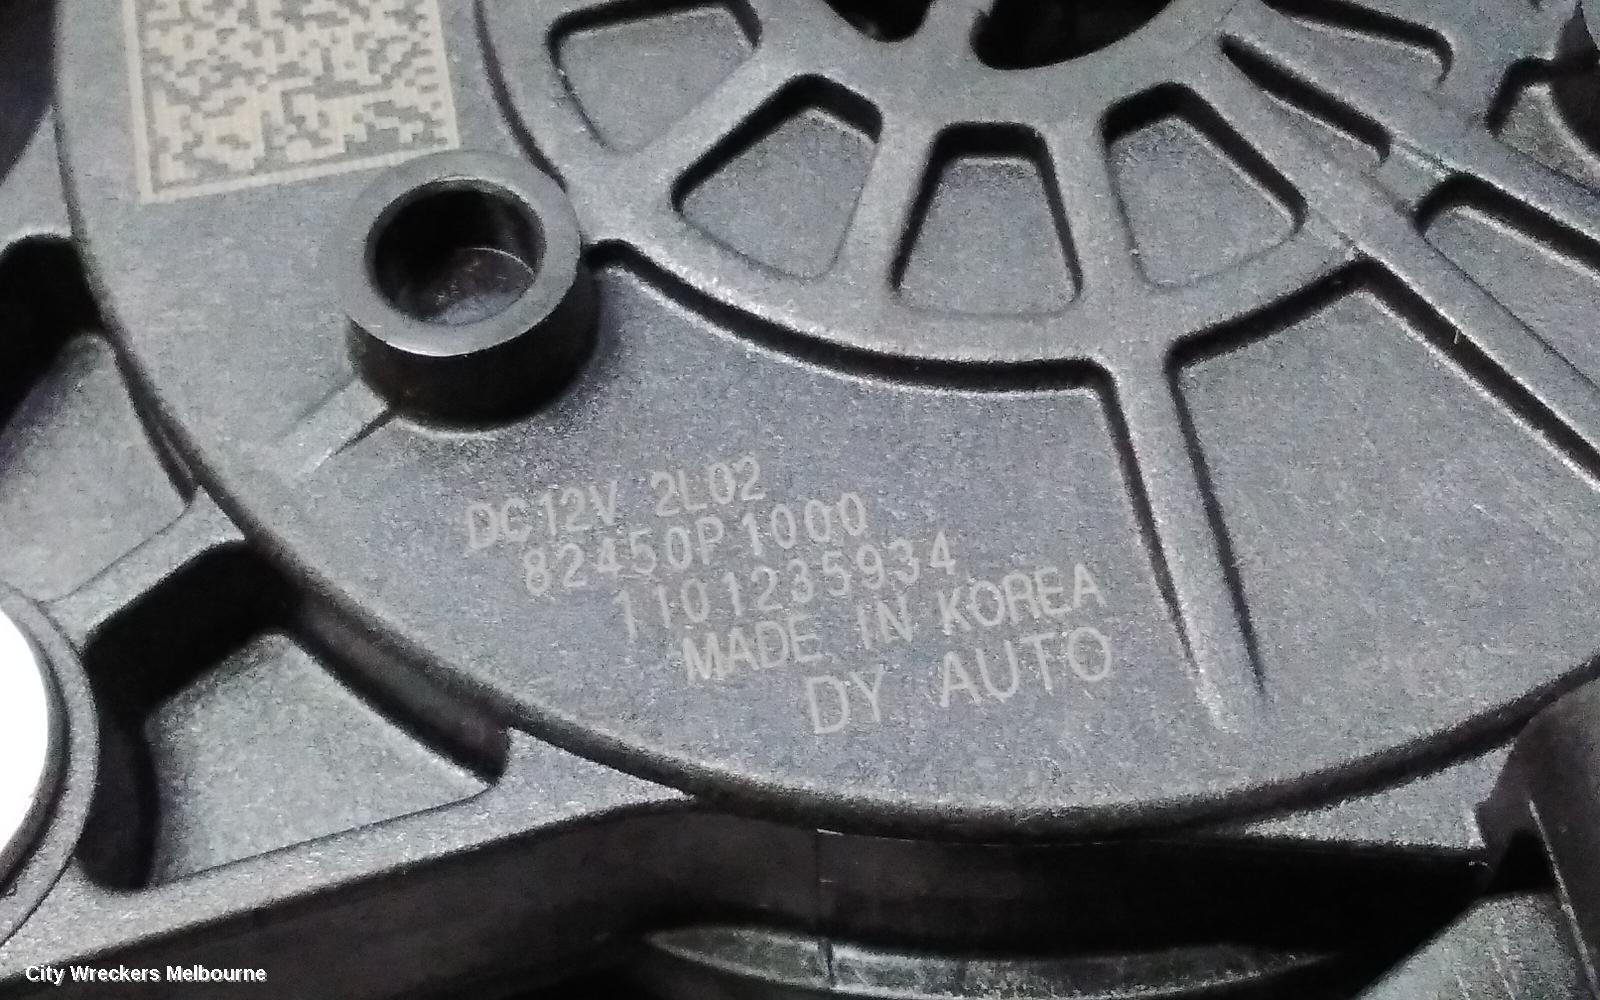 DC12V 2L02
82450P1000
1101235934
MADE IN KOREA
DY AUTO
City Wreckers Melbourne